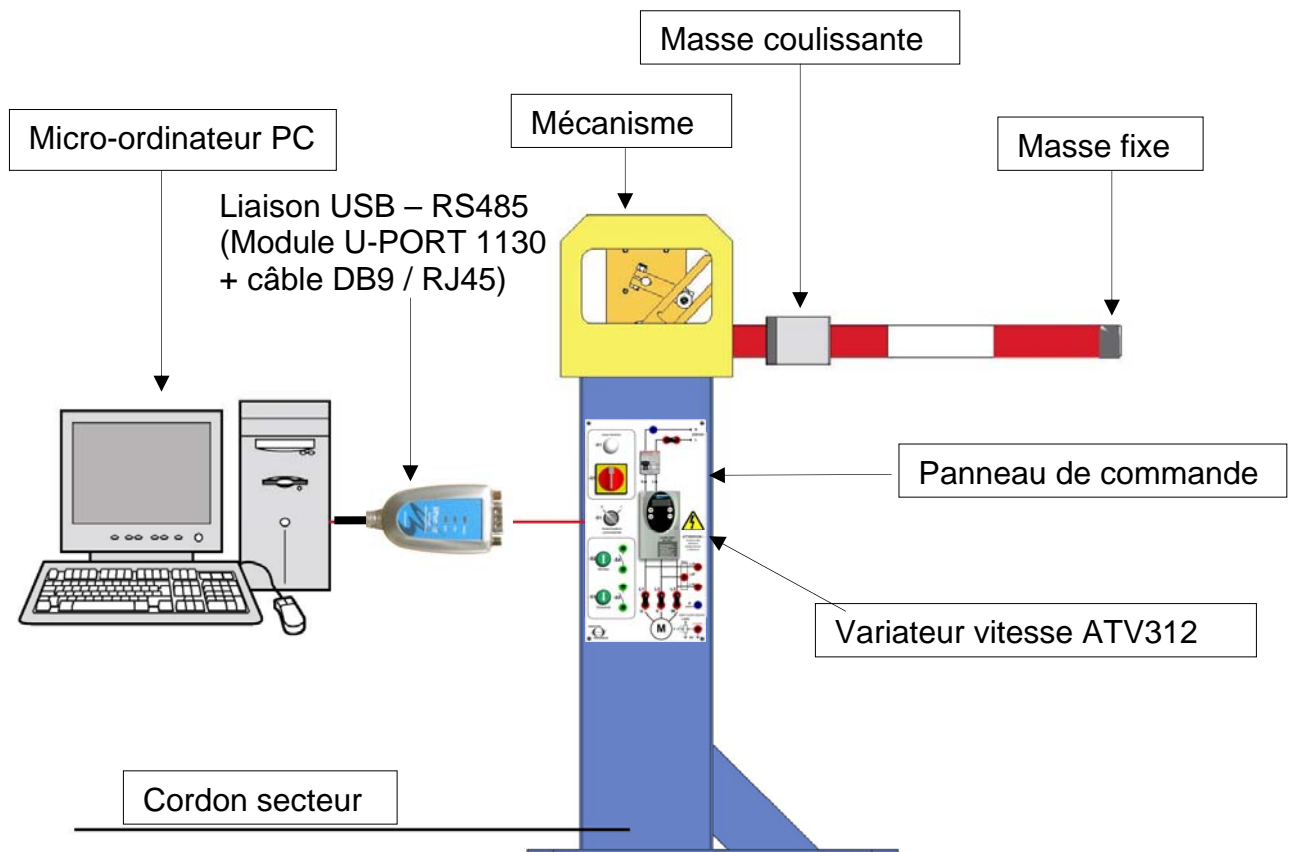 Masse coulissante
Mécanisme
Micro-ordinateur PC
Masse fixe
Liaison USB – RS485
(Module U-PORT 1130
+ câble DB9 / RJ45)
Panneau de commande
Variateur vitesse ATV312
M
Cordon secteur